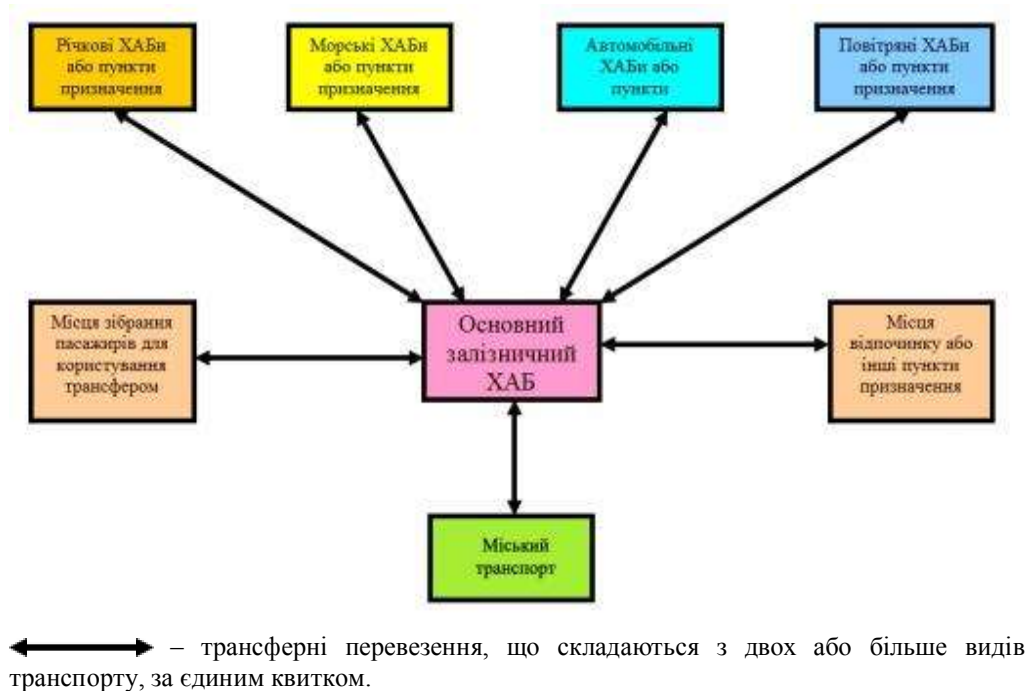 Річкові ХАБи
або пункти
призначення
Морські ХАБи
або пункти
призначення
Автомобільні
ХАБи або
пункти
Повітряні ХАБи
або пункти
призначення
Місця зібрання
пасажирів для
користування
трансфером
Основний
залізничний
ХАБ
Місця
відпочинку або
інші пункти
призначення
Міський
транспорт
– трансферні перевезення, що складаються з двох або більше видів
транспорту, за єдиним квитком.